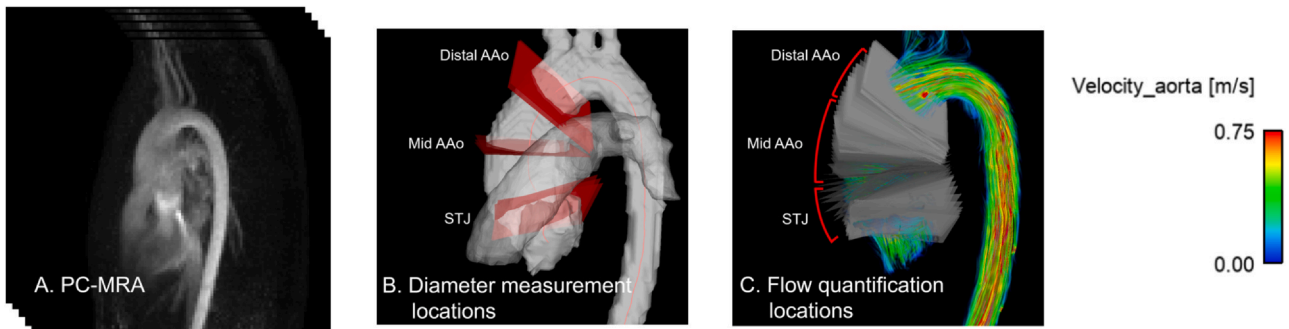 A. PC-MRA
Distal AAo
Mid AAo
STJ
B. Diameter measurement
locations
Distal AAo
Mid AAo
STJ
C. Flow quantification
locations
Velocity_aorta [m/s]
0.75
0.00